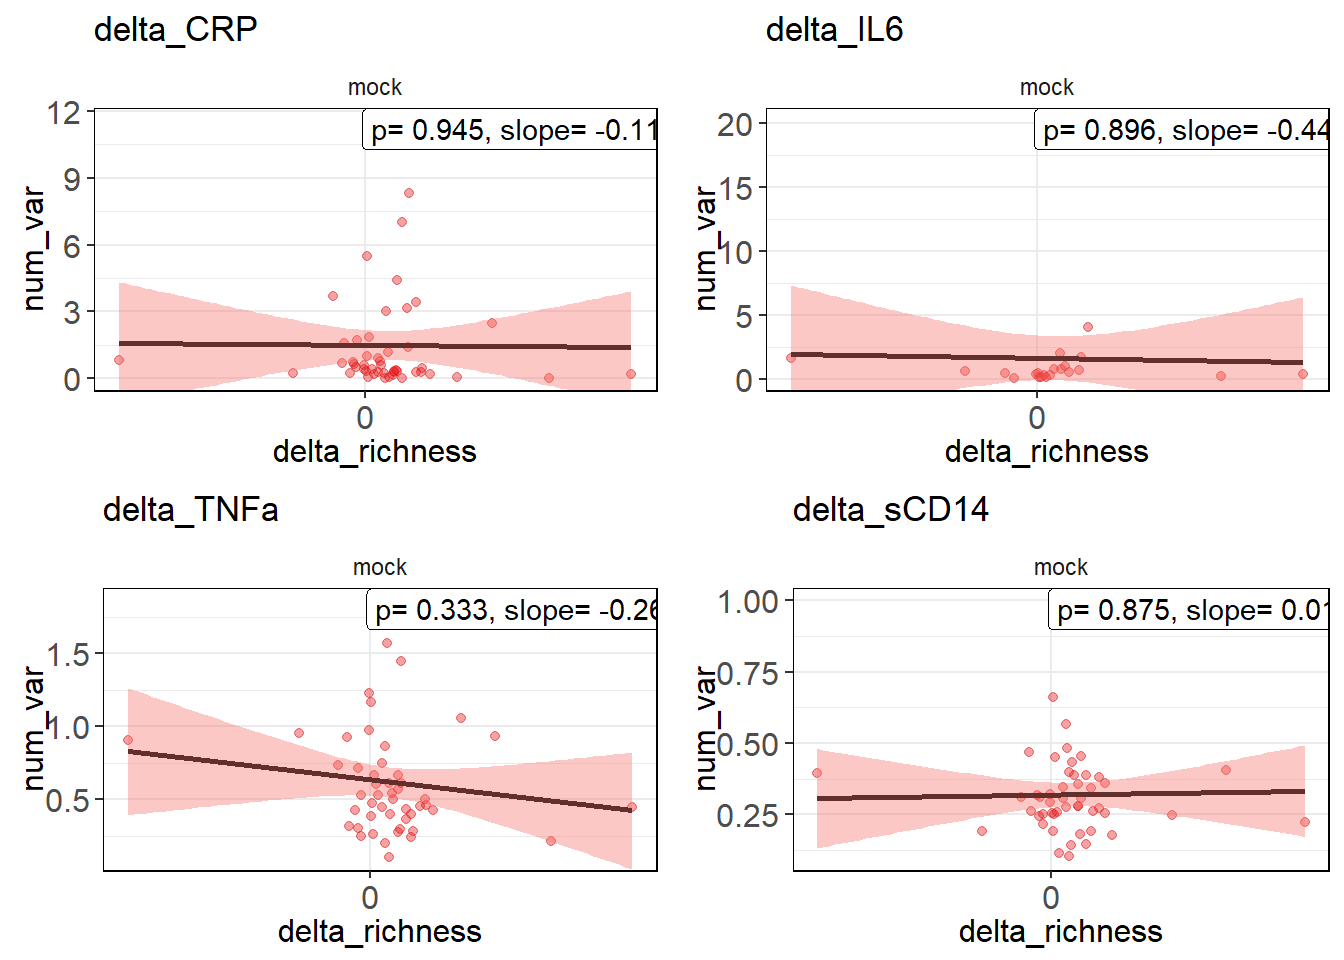 delta_CRP
mock
p= 0.945, slope= -0.11
12
9
6
3
0
num_var
0
delta_richness
delta_IL6
mock
p= 0.896, slope= -0.44
20
15
10
5
0
num_var
0
delta_richness
delta_TNFa
mock
p= 0.333, slope= -0.26
1.5
1.0
0.5
num_var
0
delta_richness
delta_sCD14
mock
p= 0.875, slope= 0.01
1.00
0.75
0.50
0.25
num_var
0
delta_richness